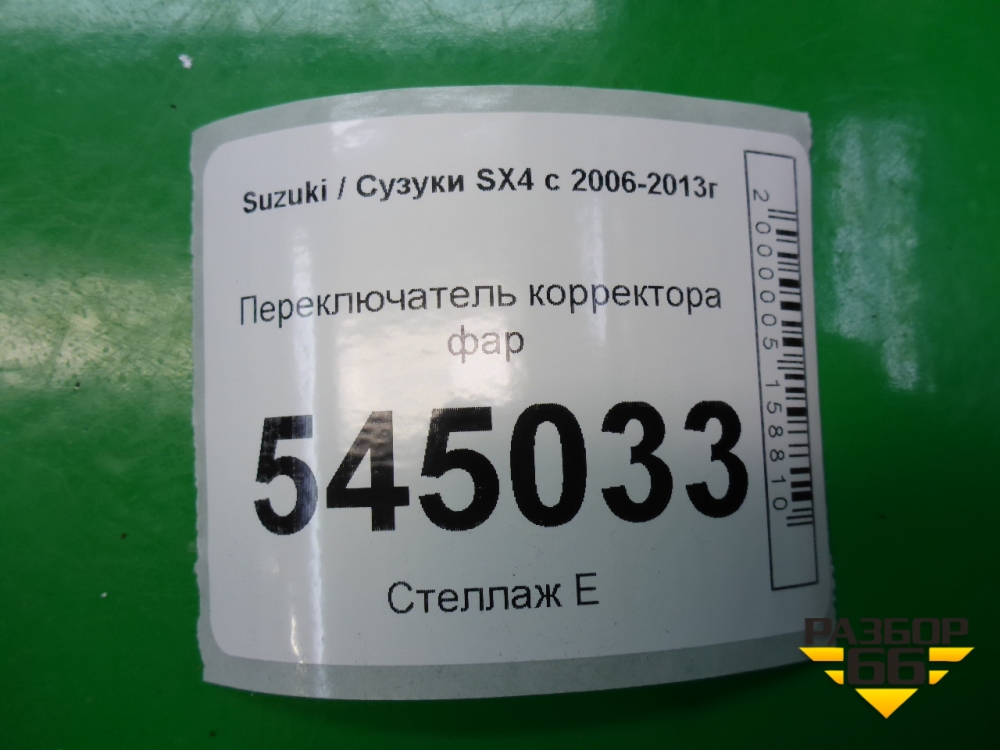 Suzuki / Сузуки SX4 с 2006-2013г
Переключатель корректора
фар
545033
Стеллаж Е
2000005158810
РАЗБОР
66